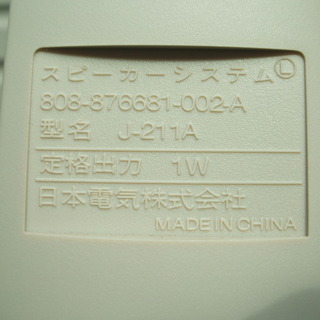 スピーカーシステム Ⓛ
808-876681-002-A
型名 J-211A
定格出力 1W
日本電気株式会社
MADE IN CHINA